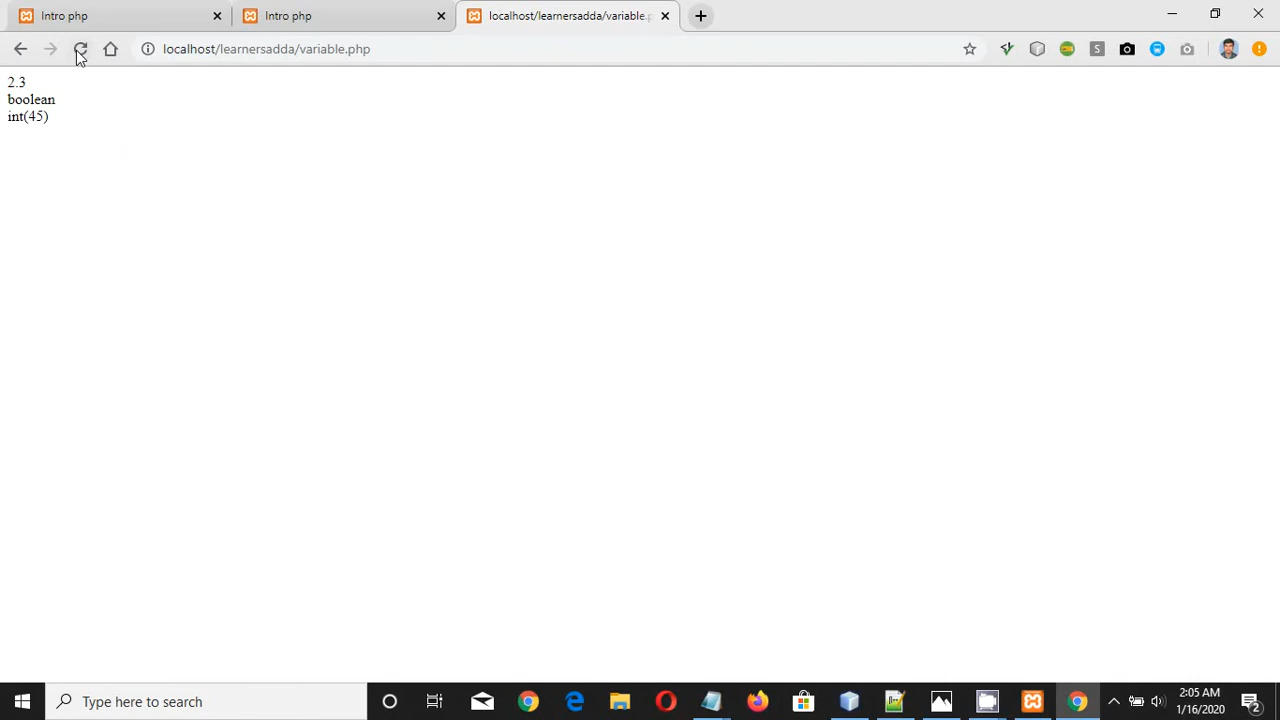 Intro php
Intro php
localhost/learnersadda/variable.p
localhost/learnersadda/variable.php
S
2.3
boolean
int(45)
Type here to search
2:05 AM
1/16/2020
2